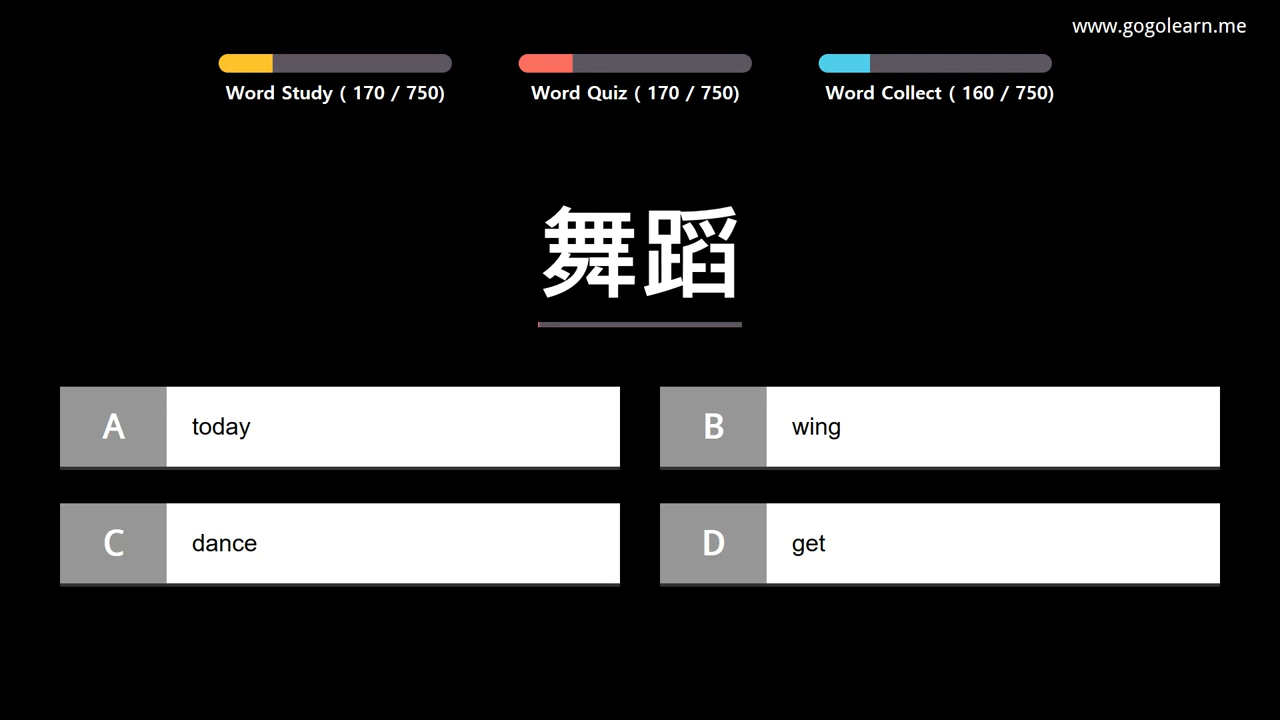 www.gogolearn.me
Word Study ( 170 / 750)
Word Quiz ( 170 / 750)
Word Collect ( 160 / 750)
舞蹈
A today
B wing
C dance
D get